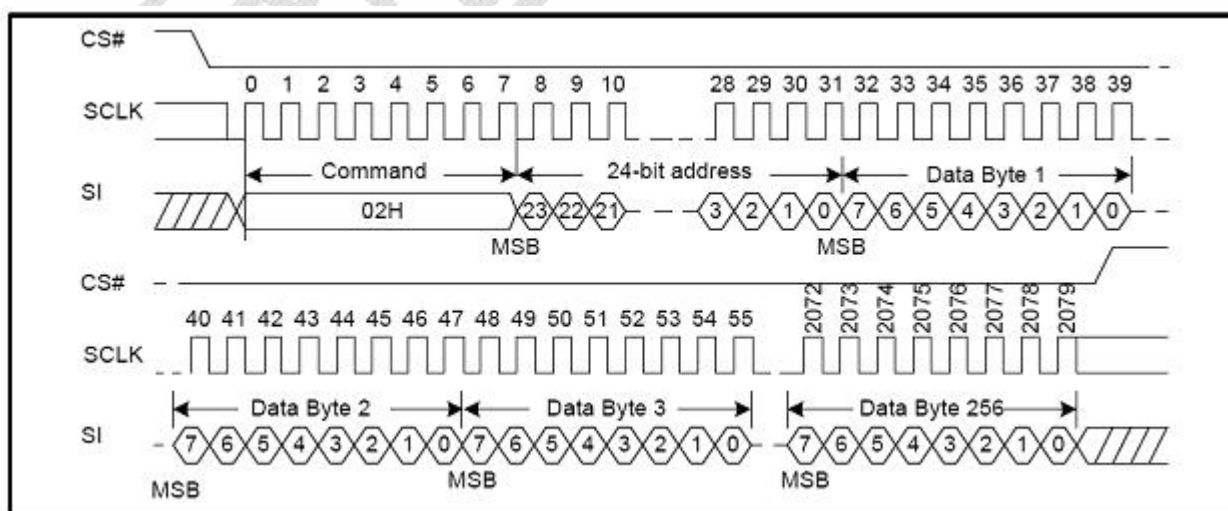 CS#
0 1 2 3 4 5 6 7 8 9 10 28 29 30 31 32 33 34 35 36 37 38 39
SCLK
Command 24-bit address Data Byte 1
SI
02H 23 22 21 3 2 1 0 7 6 5 4 3 2 1 0
MSB MSB
CS#
40 41 42 43 44 45 46 47 48 49 50 51 52 53 54 55 2072 2073 2074 2075 2076 2077 2078 2079
SCLK
Data Byte 2 Data Byte 3 Data Byte 256
SI
7 6 5 4 3 2 1 0 7 6 5 4 3 2 1 0 7 6 5 4 3 2 1 0
MSB MSB MSB